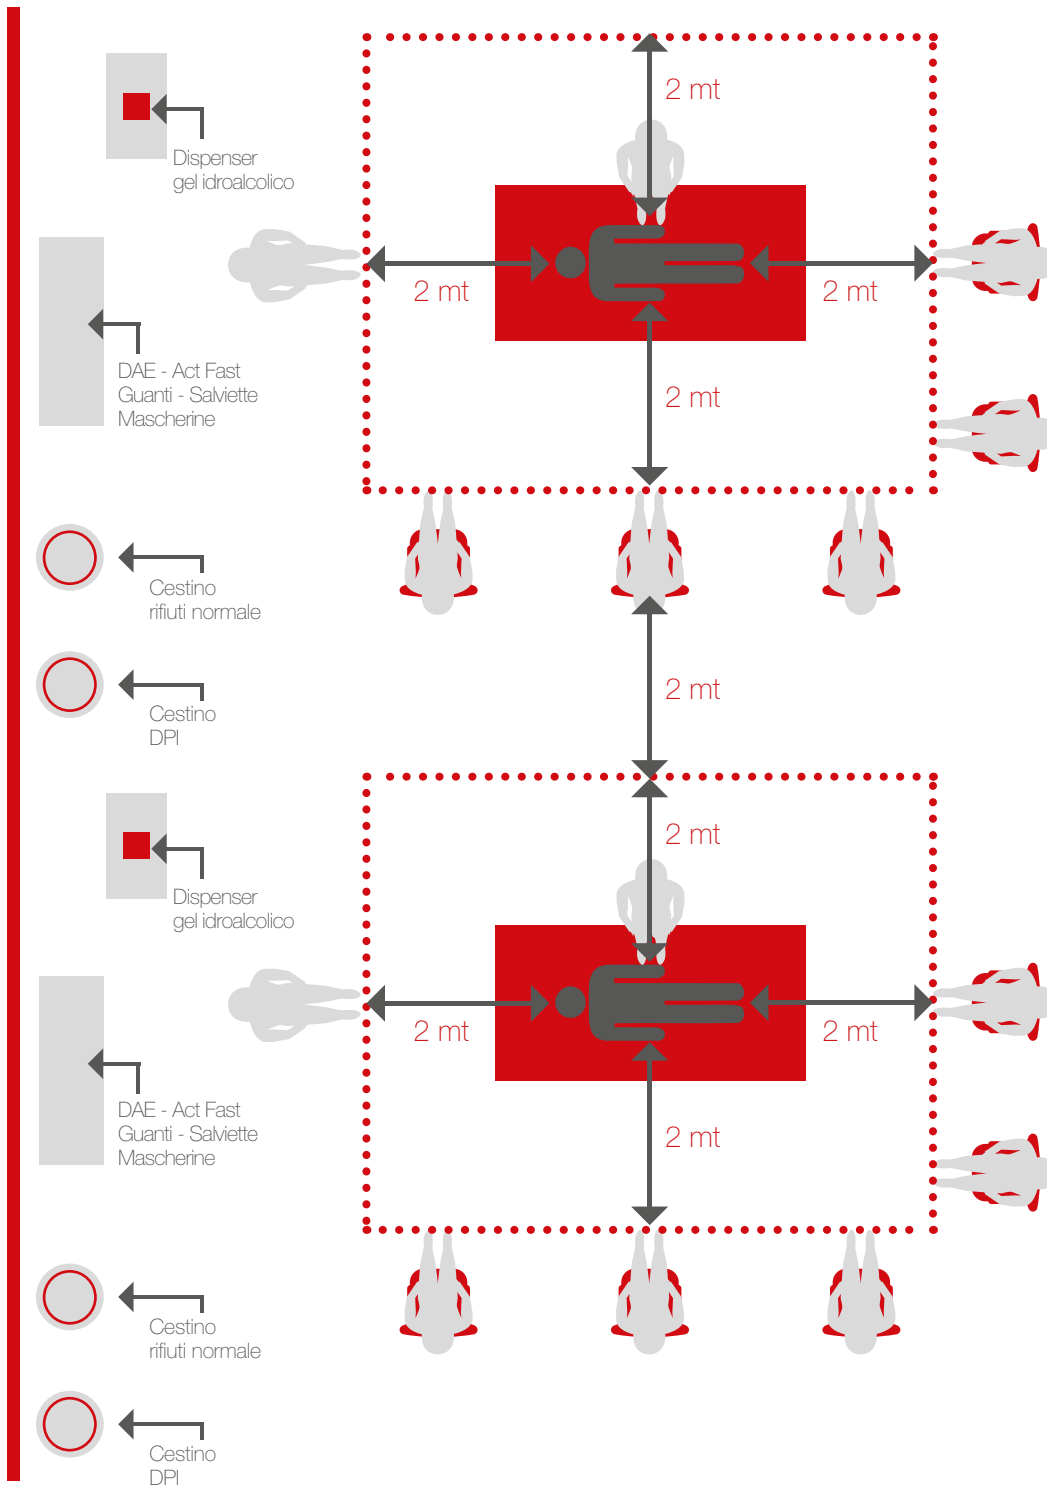 2 mt
Dispenser
gel idroalcolico
2 mt
2 mt
DAE - Act Fast
Guanti - Salviette
Mascherine
2 mt
Cestino
rifiuti normale
2 mt
Cestino
DPI
2 mt
Dispenser
gel idroalcolico
2 mt
2 mt
DAE - Act Fast
Guanti - Salviette
Mascherine
2 mt
Cestino
rifiuti normale
Cestino
DPI